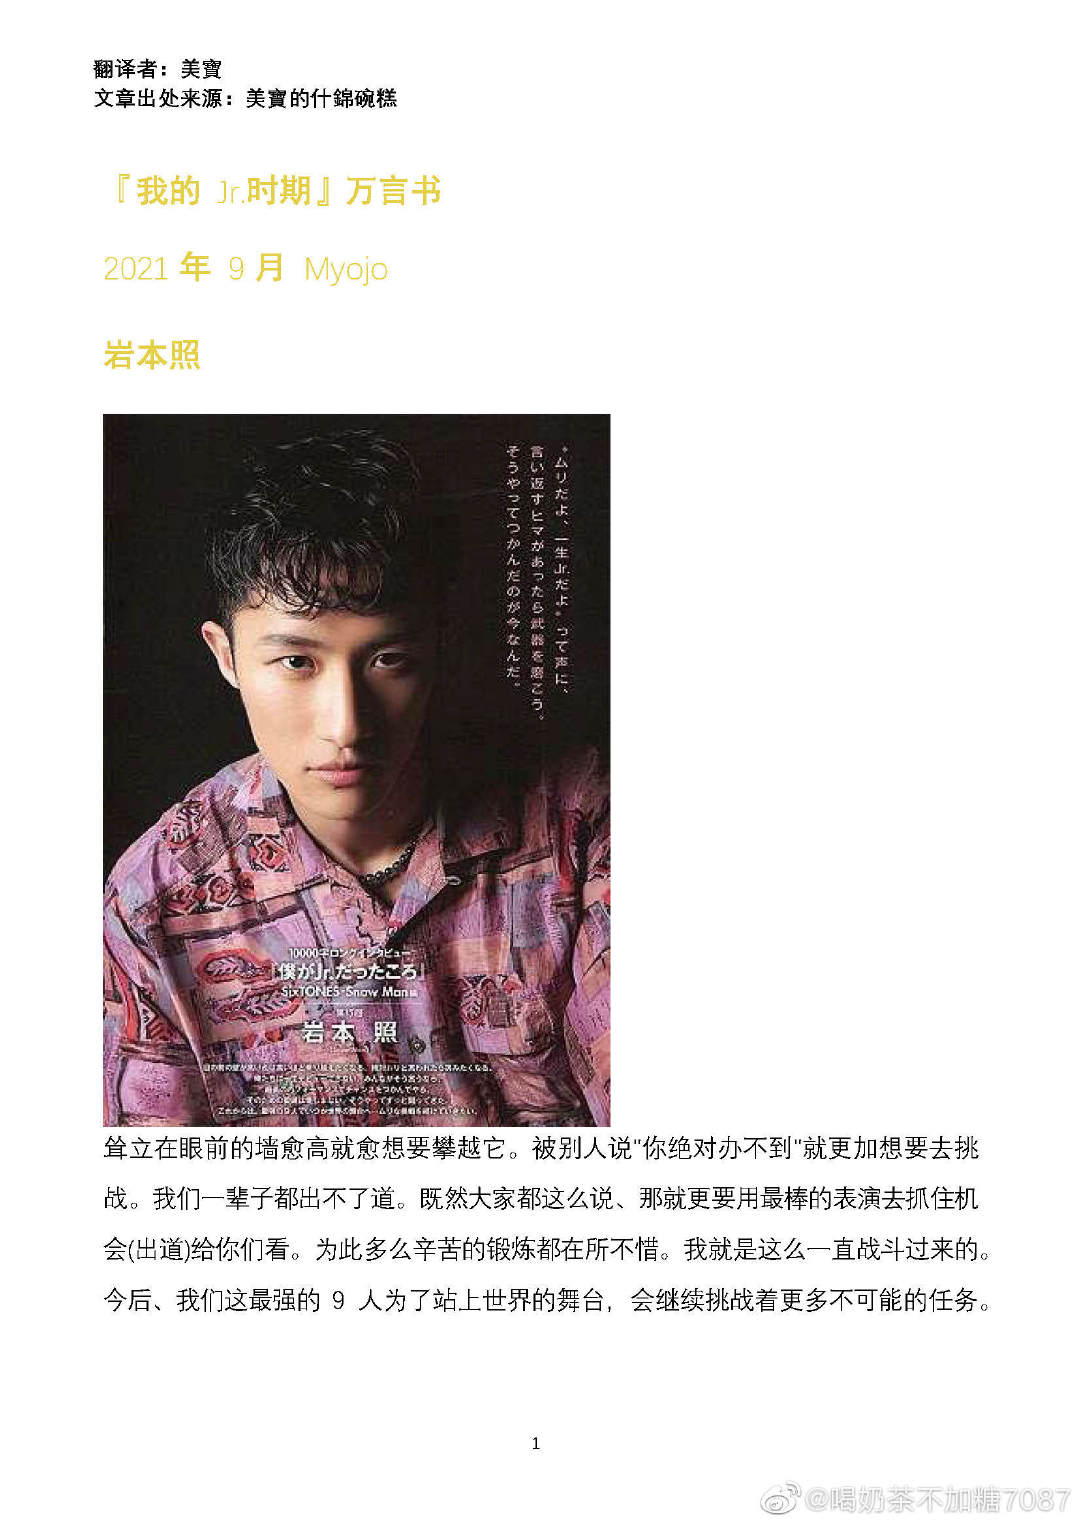 翻译者：美寶
文章出处来源：美寶的什錦碗糕
『我的 Jr.时期』万言书
2021 年 9 月 Myojo
岩本照
“ムリだよ、一生Jr.だよ”って声に、
言い返すヒマがあったら武器を磨こう。
そうやってつかんだのが今なんだ。
10000字ロングインタビュー
「僕がJr.だったころ」
SixTONES・Snow Man編
岩本 照
耸立在眼前的墙愈高就愈想要攀越它。被别人说"你绝对办不到"就更加想要去挑
战。我们一辈子都出不了道。既然大家都这么说、那就更要用最棒的表演去抓住机
会(出道)给你们看。为此多么辛苦的锻炼都在所不惜。我就是这么一直战斗过来的。
今后、我们这最强的 9 人为了站上世界的舞台，会继续挑战着更多不可能的任务。
1
@喝奶茶不加糖7087